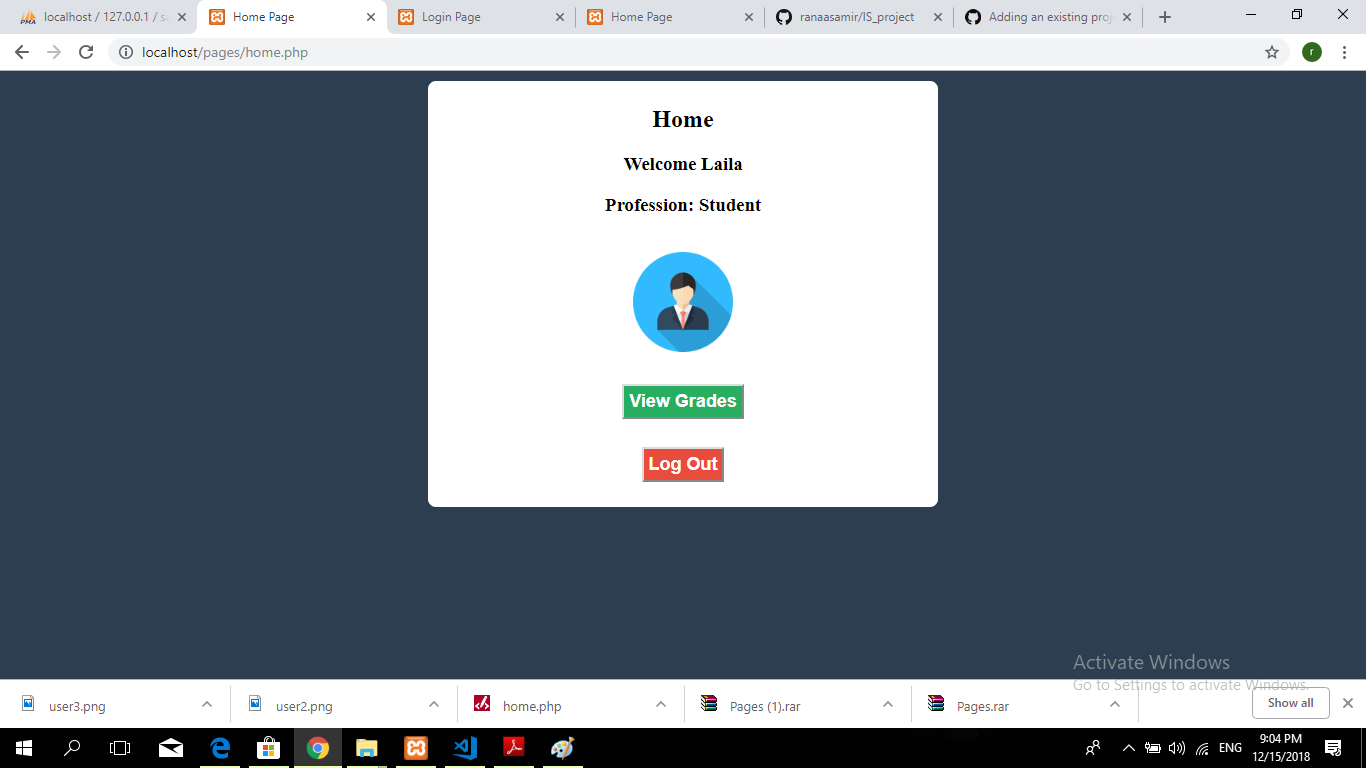 PMA
localhost / 127.0.0.1 / s
Home Page
Login Page
Home Page
ranaasamir/IS_project
Adding an existing proj
localhost/pages/home.php
r
Home
Welcome Laila
Profession: Student
View Grades
Log Out
Activate Windows
Go to Settings to activate Windows.
user3.png
user2.png
home.php
Pages (1).rar
Pages.rar
Show all
ENG
9:04 PM
12/15/2018